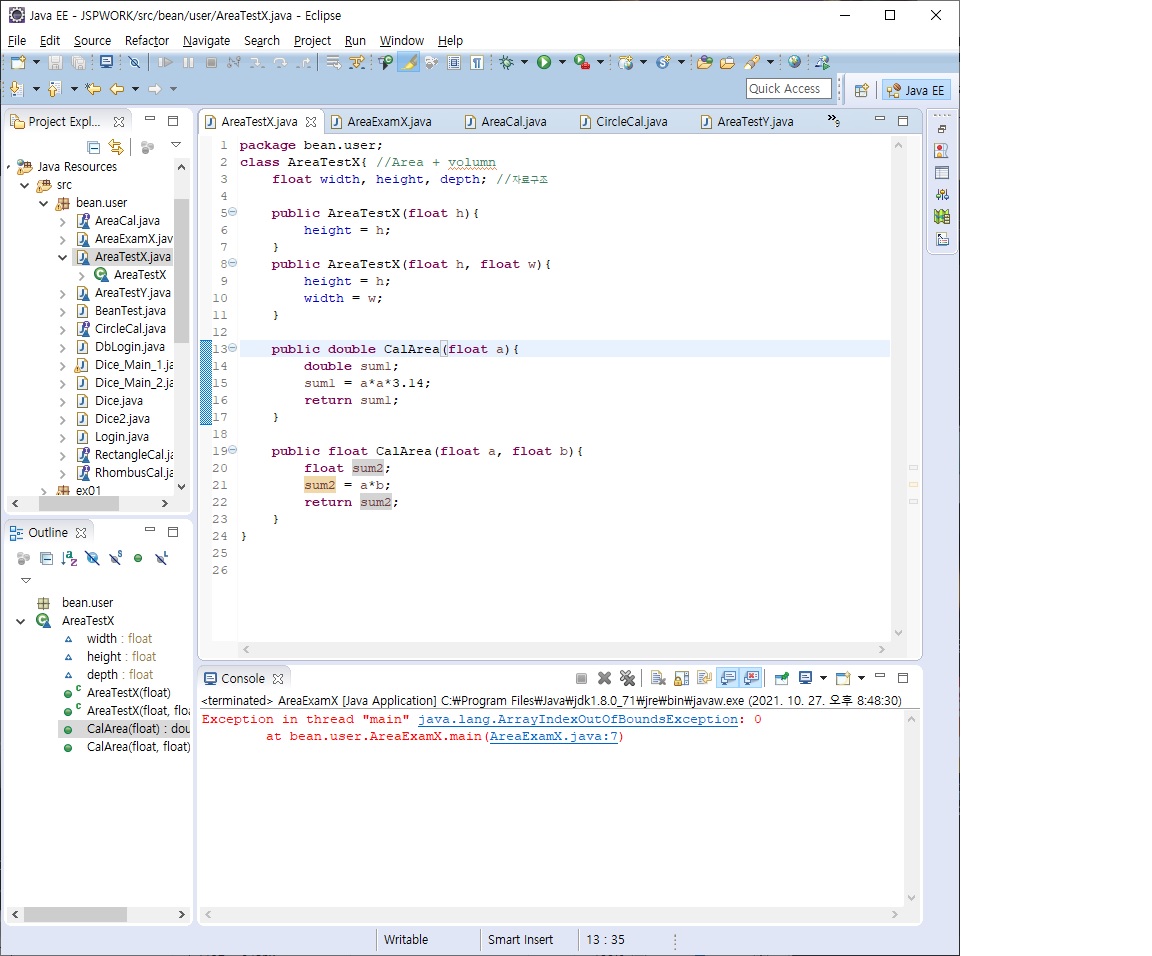 Java EE - JSPWORK/src/bean/user/AreaTestX.java - Eclipse
File Edit Source Refactor Navigate Search Project Run Window Help
Quick Access
Java EE
Project Expl...
Java Resources
src
bean.user
AreaCal.java
AreaExamX.jav
AreaTestX.java
AreaTestX
AreaTestY.java
BeanTest.java
CircleCal.java
DbLogin.java
Dice_Main_1.ja
Dice_Main_2.ja
Dice.java
Dice2.java
Login.java
RectangleCal.ja
RhombusCal.ja
ex01
Outline
bean.user
AreaTestX
width : float
height : float
depth : float
AreaTestX(float)
AreaTestX(float, floa
CalArea(float) : dou
CalArea(float, float)
AreaTestX.java AreaExamX.java AreaCal.java CircleCal.java AreaTestY.java »9
1 package bean.user;
2 class AreaTestX{ //Area + volumn
3 float width, height, depth; //자료구조
4
5 public AreaTestX(float h){
6 height = h;
7 }
8 public AreaTestX(float h, float w){
9 height = h;
10 width = w;
11 }
12
13 public double CalArea(float a){
14 double sum1;
15 sum1 = a*a*3.14;
16 return sum1;
17 }
18
19 public float CalArea(float a, float b){
20 float sum2;
21 sum2 = a*b;
22 return sum2;
23 }
24 }
25
26
Console
<terminated> AreaExamX [Java Application] C:₩Program Files₩Java₩jdk1.8.0_71₩jre₩bin₩javaw.exe (2021. 10. 27. 오후 8:48:30)
Exception in thread "main" java.lang.ArrayIndexOutOfBoundsException: 0
at bean.user.AreaExamX.main(AreaExamX.java:7)
Writable Smart Insert 13 : 35